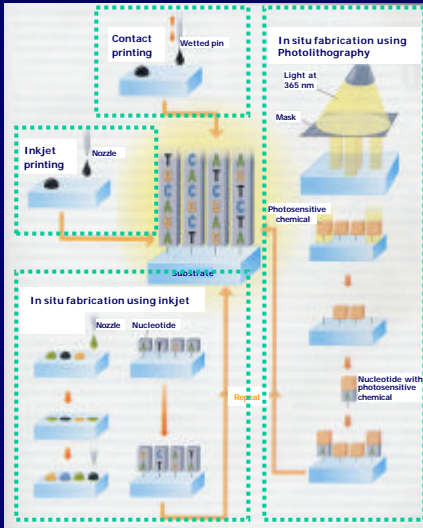 Contact
printing
Wetted pin
Inkjet
printing
Nozzle
In situ fabrication using
Photolithography
Light at
365 nm
Mask
Photosensitive
chemical
Nucleotide with
photosensitive
chemical
Substrate
In situ fabrication using inkjet
Nozzle
Nucleotide
Repeat